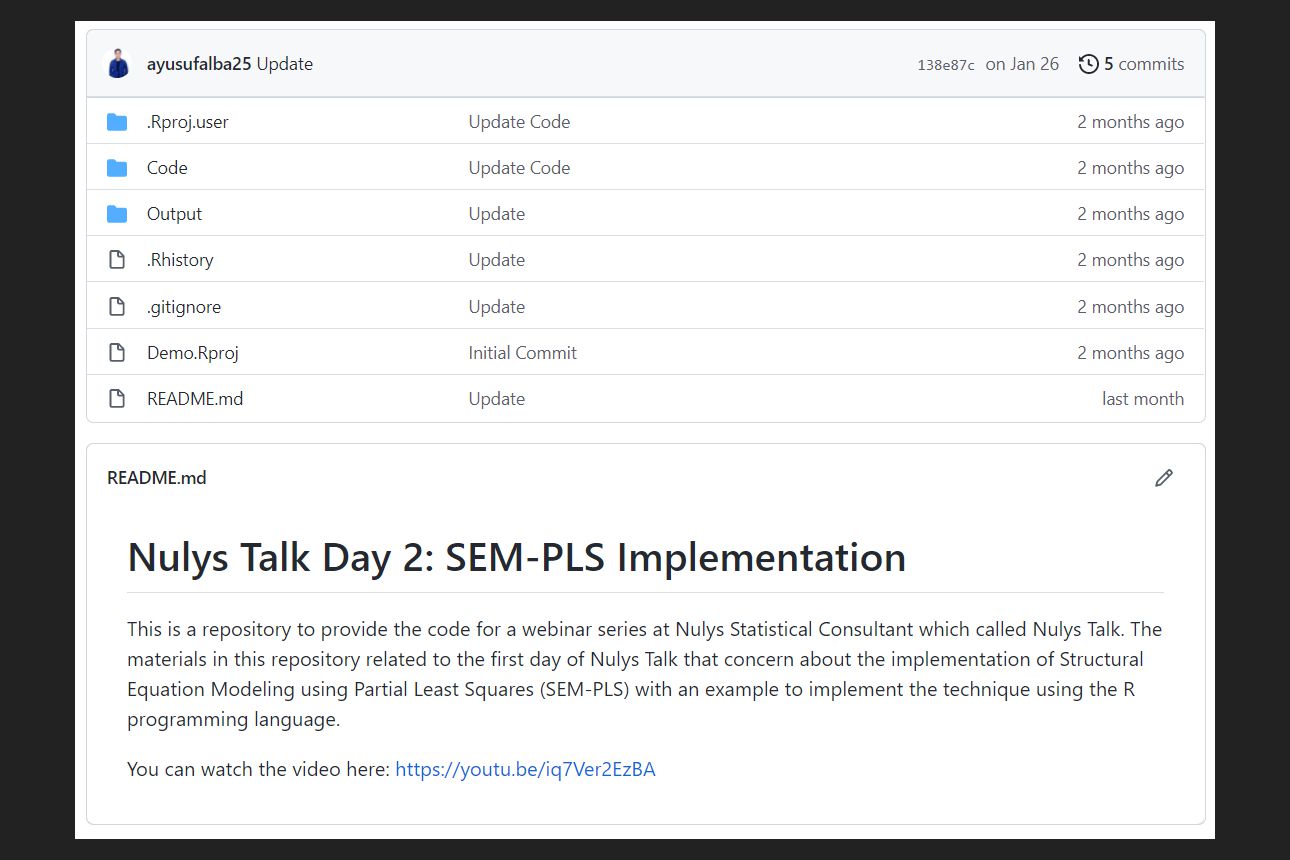 ayusufalba25 Update 138e87c on Jan 26 5 commits
.Rproj.user Update Code 2 months ago
Code Update Code 2 months ago
Output Update 2 months ago
.Rhistory Update 2 months ago
.gitignore Update 2 months ago
Demo.Rproj Initial Commit 2 months ago
README.md Update last month
README.md
Nulys Talk Day 2: SEM-PLS Implementation
This is a repository to provide the code for a webinar series at Nulys Statistical Consultant which called Nulys Talk. The
materials in this repository related to the first day of Nulys Talk that concern about the implementation of Structural
Equation Modeling using Partial Least Squares (SEM-PLS) with an example to implement the technique using the R
programming language.
You can watch the video here: https://youtu.be/iq7Ver2EzBA